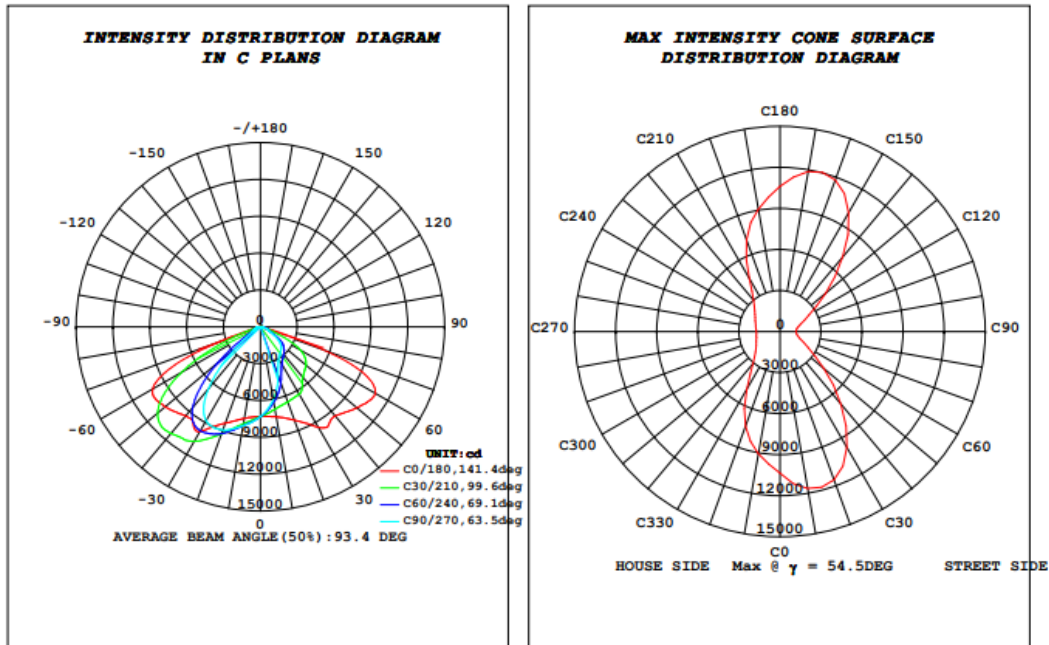 INTENSITY DISTRIBUTION DIAGRAM
IN C PLANS
-/+180
-150 150
-120 120
-90 90
-60 60
-30 30
0
0
3000
6000
9000
12000
15000
UNIT:cd
C0/180,141.4deg
C30/210,99.6deg
C60/240,69.1deg
C90/270,63.5deg
AVERAGE BEAM ANGLE(50%):93.4 DEG
MAX INTENSITY CONE SURFACE
DISTRIBUTION DIAGRAM
C180
C210 C150
C240 C120
C270 C90
C300 C60
C330 C30
C0
0
3000
6000
9000
12000
15000
HOUSE SIDE Max @ γ = 54.5DEG STREET SIDE